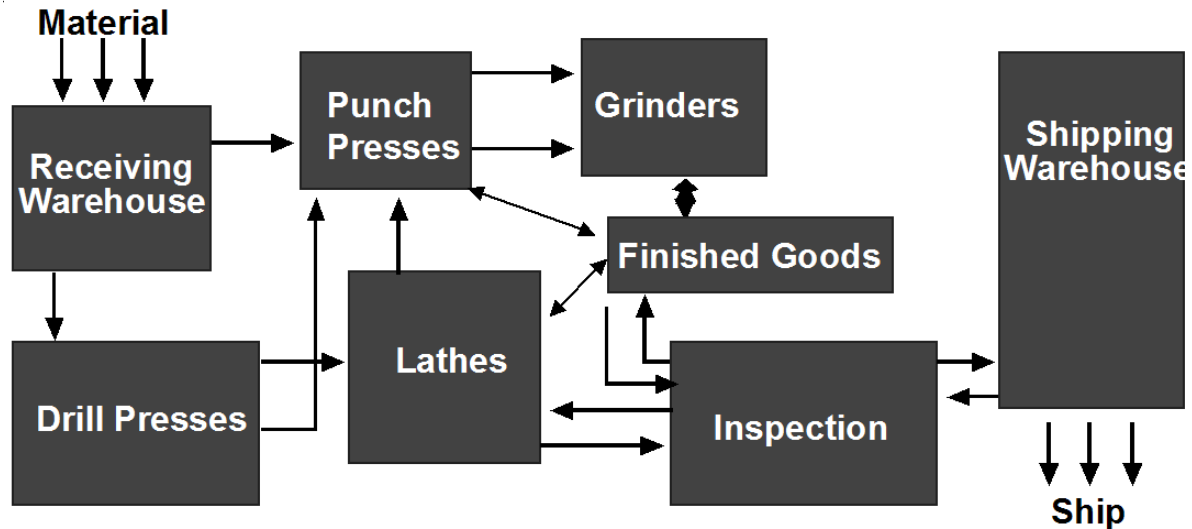 Material
Receiving
Warehouse
Punch
Presses
Grinders
Shipping
Warehouse
Finished Goods
Drill Presses
Lathes
Inspection
Ship